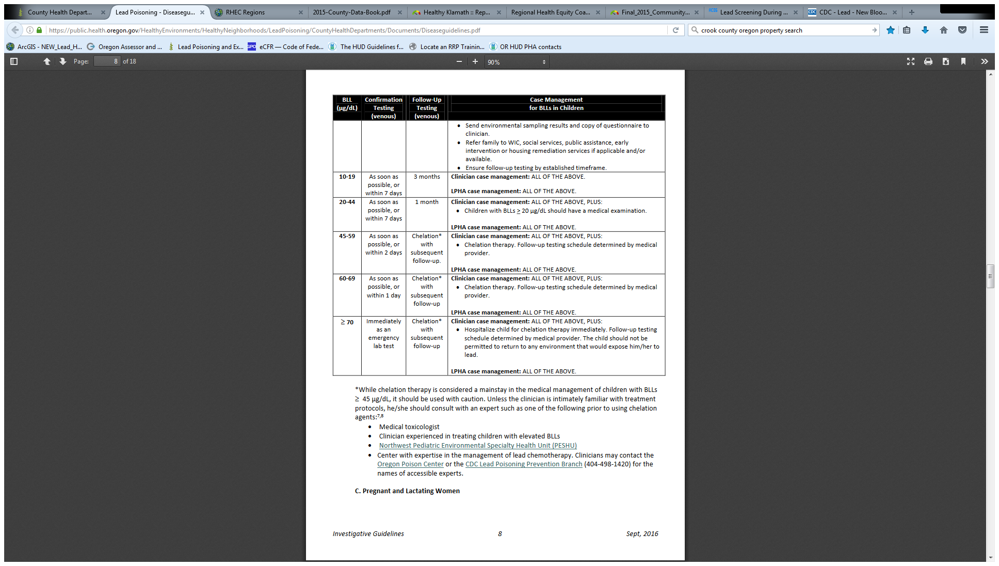 County Health Depart... Lead Poisoning - Diseasegu... RHEC Regions 2015-County-Data-Book.pdf Healthy Klamath :: Rep... Regional Health Equity Coa... Final_2015_Community... ACOG Lead Screening During ... CDC CDC - Lead - New Bloo...
https://public.health.oregon.gov/HealthyEnvironments/HealthyNeighborhoods/LeadPoisoning/CountyHealthDepartments/Documents/Diseaseguidelines.pdf crook county oregon property search
ArcGIS - NEW_Lead_H... Oregon Assessor and ... Lead Poisoning and Ex... GPO eCFR — Code of Fede... The HUD Guidelines f... Locate an RRP Trainin... OR HUD PHA contacts
Page: 8 of 18 90%
BLL Confirmation Follow-Up Case Management
(µg/dL) Testing Testing for BLLs in Children
(venous) (venous)
• Send environmental sampling results and copy of questionnaire to
clinician.
• Refer family to WIC, social services, public assistance, early
intervention or housing remediation services if applicable and/or
available.
• Ensure follow-up testing by established timeframe.
10-19 As soon as 3 months Clinician case management: ALL OF THE ABOVE.
possible, or
within 7 days LPHA case management: ALL OF THE ABOVE.
20-44 As soon as 1 month Clinician case management: ALL OF THE ABOVE, PLUS:
possible, or • Children with BLLs ≥ 20 µg/dL should have a medical examination.
within 7 days
LPHA case management: ALL OF THE ABOVE.
45-59 As soon as Chelation* Clinician case management: ALL OF THE ABOVE, PLUS:
possible, or with • Chelation therapy. Follow-up testing schedule determined by medical
within 2 days subsequent provider.
follow-up.
LPHA case management: ALL OF THE ABOVE.
60-69 As soon as Chelation* Clinician case management: ALL OF THE ABOVE, PLUS:
possible, or with • Chelation therapy. Follow-up testing schedule determined by medical
within 1 day subsequent provider.
follow-up
LPHA case management: ALL OF THE ABOVE.
≥ 70 Immediately Chelation* Clinician case management: ALL OF THE ABOVE, PLUS:
as an with • Hospitalize child for chelation therapy immediately. Follow-up testing
emergency subsequent schedule determined by medical provider. The child should not be
lab test follow-up permitted to return to any environment that would expose him/her to
lead.
LPHA case management: ALL OF THE ABOVE.
*While chelation therapy is considered a mainstay in the medical management of children with BLLs
≥ 45 µg/dL, it should be used with caution. Unless the clinician is intimately familiar with treatment
protocols, he/she should consult with an expert such as one of the following prior to using chelation
agents:7,8
• Medical toxicologist
• Clinician experienced in treating children with elevated BLLs
• Northwest Pediatric Environmental Specialty Health Unit (PESHU)
• Center with expertise in the management of lead chemotherapy. Clinicians may contact the
Oregon Poison Center or the CDC Lead Poisoning Prevention Branch (404-498-1420) for the
names of accessible experts.
C. Pregnant and Lactating Women
Investigative Guidelines 8 Sept, 2016